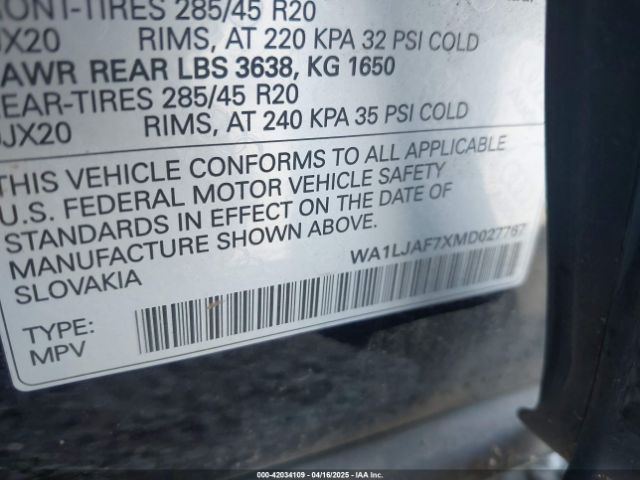 ONT-TIRES 285/45 R20
JX20 RIMS, AT 220 KPA 32 PSI COLD
AWR REAR LBS 3638, KG 1650
EAR-TIRES 285/45 R20
JX20 RIMS, AT 240 KPA 35 PSI COLD
THIS VEHICLE CONFORMS TO ALL APPLICABLE
U.S. FEDERAL MOTOR VEHICLE SAFETY
STANDARDS IN EFFECT ON THE DATE OF
MANUFACTURE SHOWN ABOVE.
SLOVAKIA
WA1LJAF7XMD027767
TYPE:
MPV
000-42034109 - 04/16/2025 - IAA Inc.